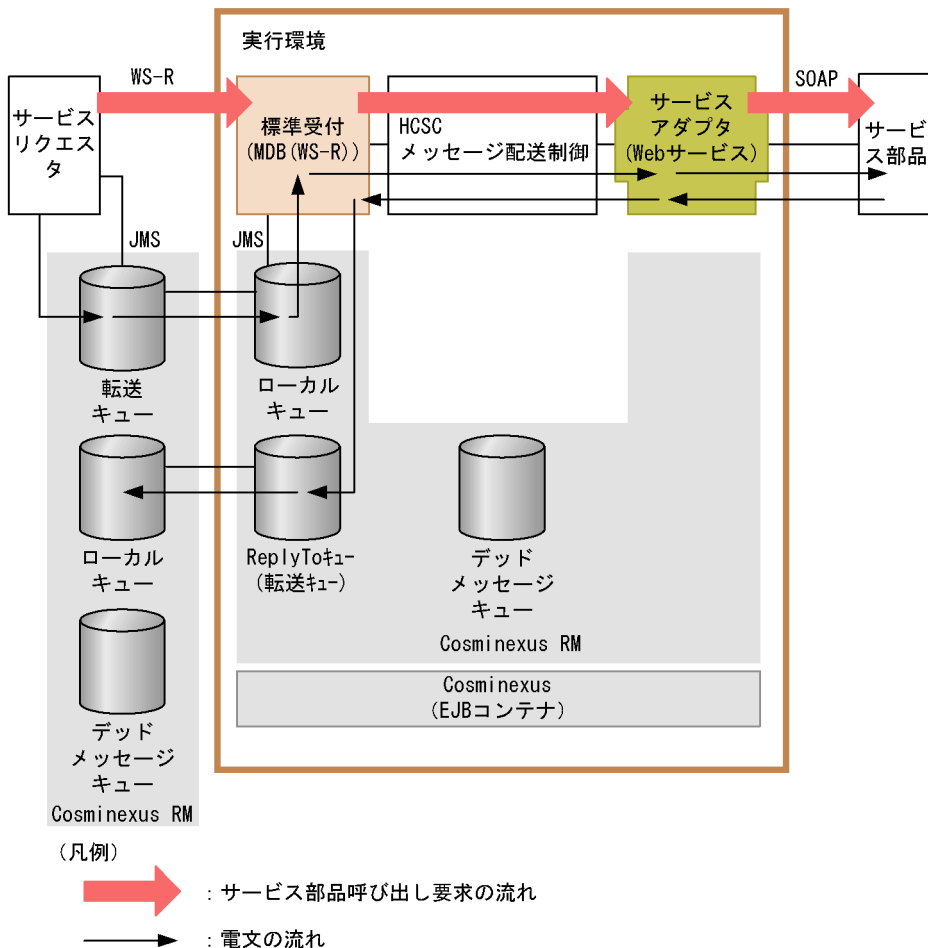 実行環境
WS-R
SOAP
サービス
リクエス
タ
標準受付
(MDB(WS-R))
HCSC
メッセージ配送制御
サービス
アダプタ
(Webサービス)
サービ
ス部品
JMS
JMS
転送
キュー
ローカル
キュー
ローカル
キュー
ReplyToｷｭｰ
(転送ｷｭｰ)
デッド
メッセージ
キュー
Cosminexus RM
Cosminexus
(EJBコンテナ)
デッド
メッセージ
キュー
Cosminexus RM
(凡例)
：サービス部品呼び出し要求の流れ
：電文の流れ